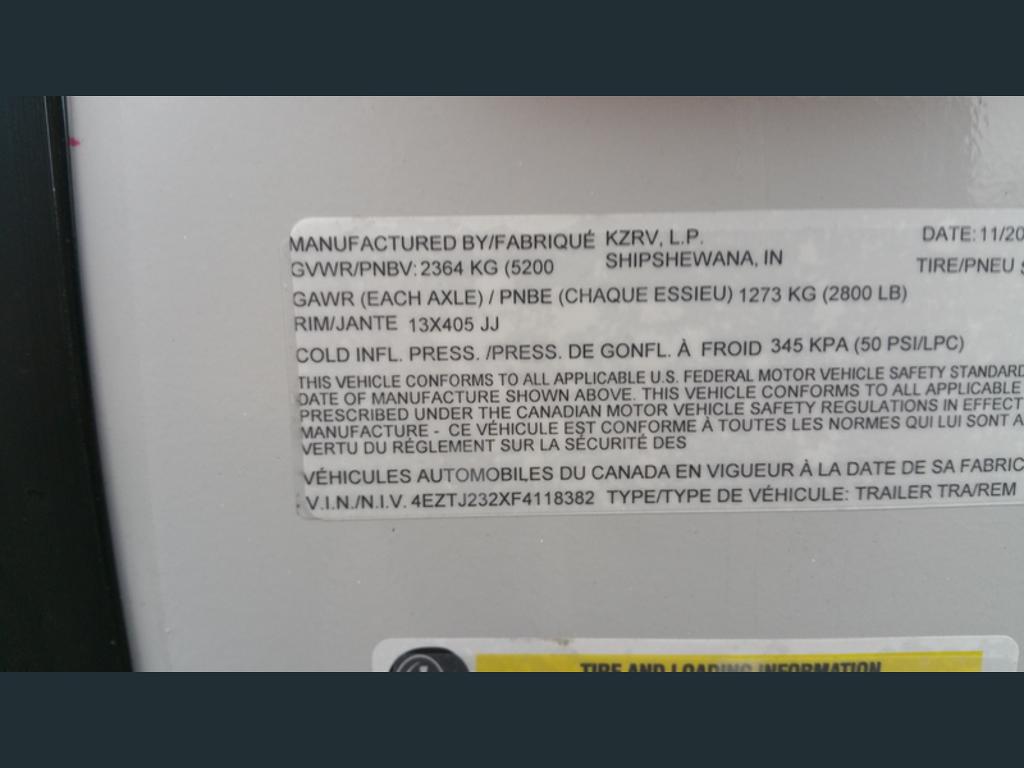 MANUFACTURED BY/FABRIQUÉ KZRV, L.P. DATE: 11/20
GVWR/PNBV: 2364 KG (5200 SHIPSHEWANA, IN TIRE/PNEU
GAWR (EACH AXLE) / PNBE (CHAQUE ESSIEU) 1273 KG (2800 LB)
RIM/JANTE 13X405 JJ
COLD INFL. PRESS. /PRESS. DE GONFL. À FROID 345 KPA (50 PSI/LPC)
THIS VEHICLE CONFORMS TO ALL APPLICABLE U.S. FEDERAL MOTOR VEHICLE SAFETY STANDARD
DATE OF MANUFACTURE SHOWN ABOVE. THIS VEHICLE CONFORMS TO ALL APPLICABLE
PRESCRIBED UNDER THE CANADIAN MOTOR VEHICLE SAFETY REGULATIONS IN EFFECT
MANUFACTURE - CE VÉHICULE EST CONFORME À TOUTES LES NORMES QUI LUI SONT A
VERTU DU RÉGLEMENT SUR LA SÉCURITÉ DES
VÉHICULES AUTOMOBILES DU CANADA EN VIGUEUR À LA DATE DE SA FABRIC
V.I.N./N.I.V. 4EZTJ232XF4118382 TYPE/TYPE DE VÉHICULE: TRAILER TRA/REM
TIRE AND LOADING INFORMATION